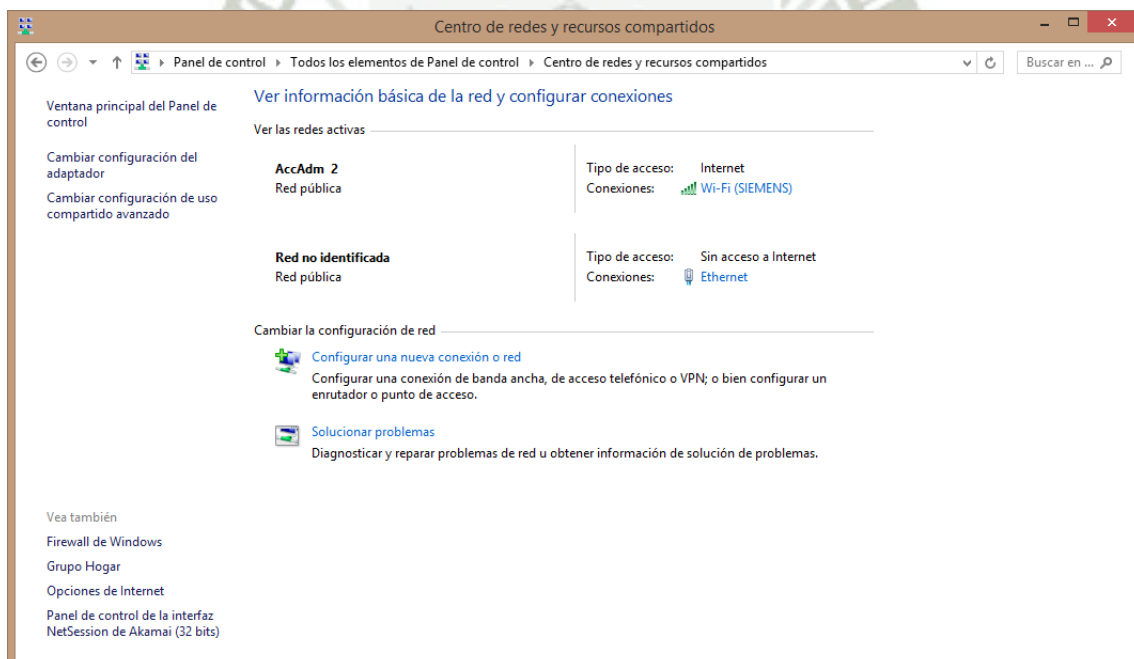 Centro de redes y recursos compartidos
Panel de control Todos los elementos de Panel de control Centro de redes y recursos compartidos
Buscar en ...
Ventana principal del Panel de
control
Cambiar configuración del
adaptador
Cambiar configuración de uso
compartido avanzado
Ver información básica de la red y configurar conexiones
Ver las redes activas
AccAdm 2
Red pública
Tipo de acceso: Internet
Conexiones: Wi-Fi (SIEMENS)
Red no identificada
Red pública
Tipo de acceso: Sin acceso a Internet
Conexiones: Ethernet
Cambiar la configuración de red
Configurar una nueva conexión o red
Configurar una conexión de banda ancha, de acceso telefónico o VPN; o bien configurar un
enrutador o punto de acceso.
Solucionar problemas
Diagnosticar y reparar problemas de red u obtener información de solución de problemas.
Vea también
Firewall de Windows
Grupo Hogar
Opciones de Internet
Panel de control de la interfaz
NetSession de Akamai (32 bits)